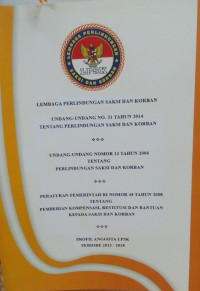 LEMBAGA PERLINDUNGAN SAKSI DAN KORBAN
UNDANG-UNDANG NO. 31 TAHUN 2014
TENTANG PERLINDUNGAN SAKSI DAN KORBAN
UNDANG-UNDANG NOMOR 13 TAHUN 2006
TENTANG
PERLINDUNGAN SAKSI DAN KORBAN
PERATURAN PEMERINTAH RI NOMOR 44 TAHUN 2008
TENTANG
PEMBERIAN KOMPENSASI, RESTITUSI DAN BANTUAN
KEPADA SAKSI DAN KORBAN
PROFIL ANGGOTA LPSK
PERIODE 2013 - 2018